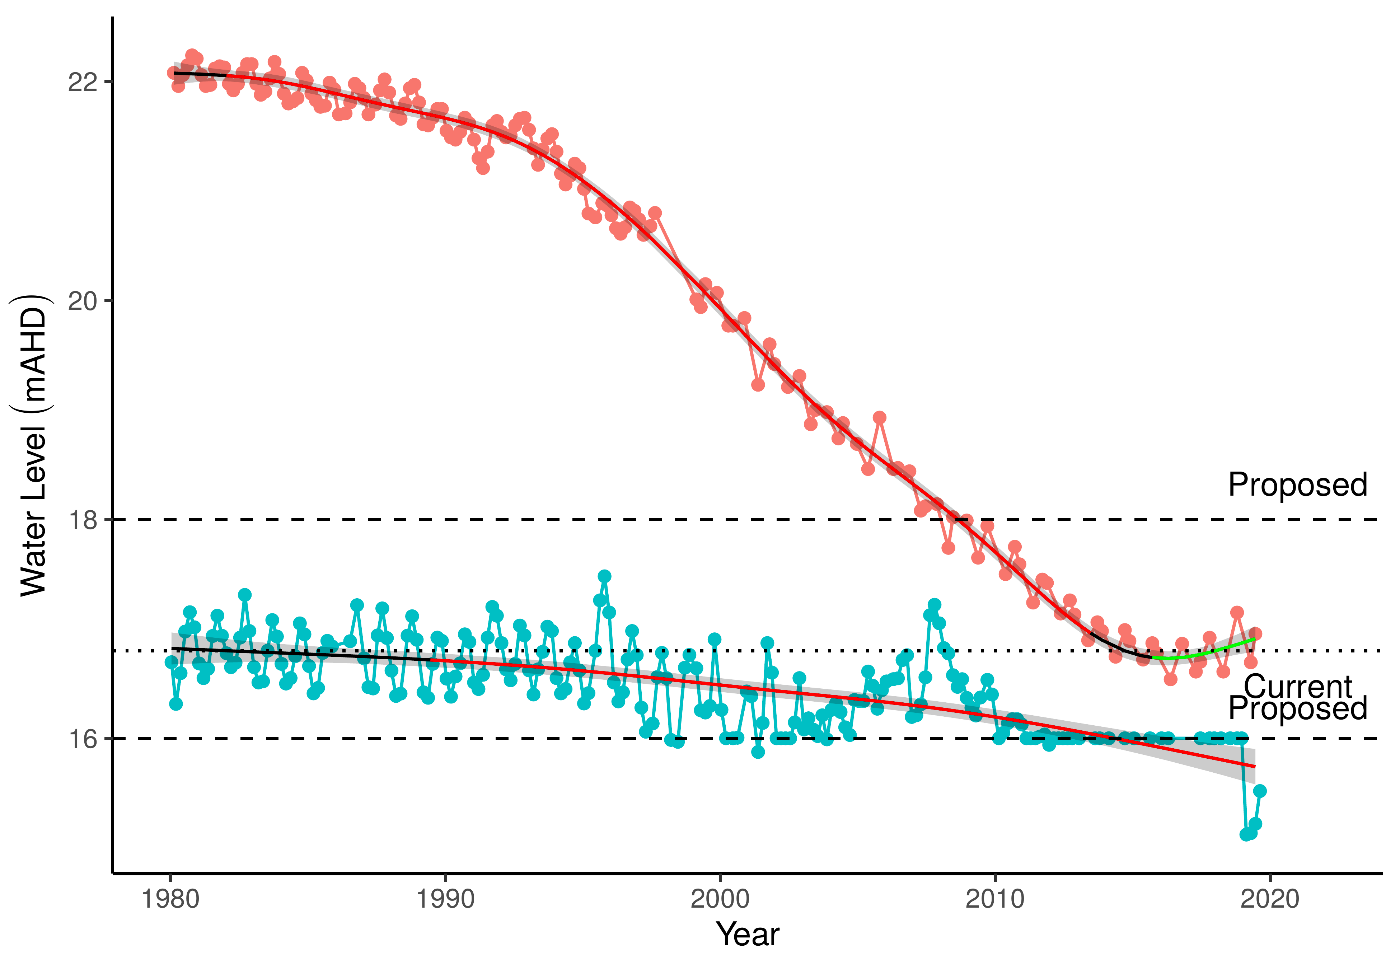 22
20
18
16
Water Level (mAHD)
Proposed
Current
Proposed
1980
1990
2000
2010
2020
Year